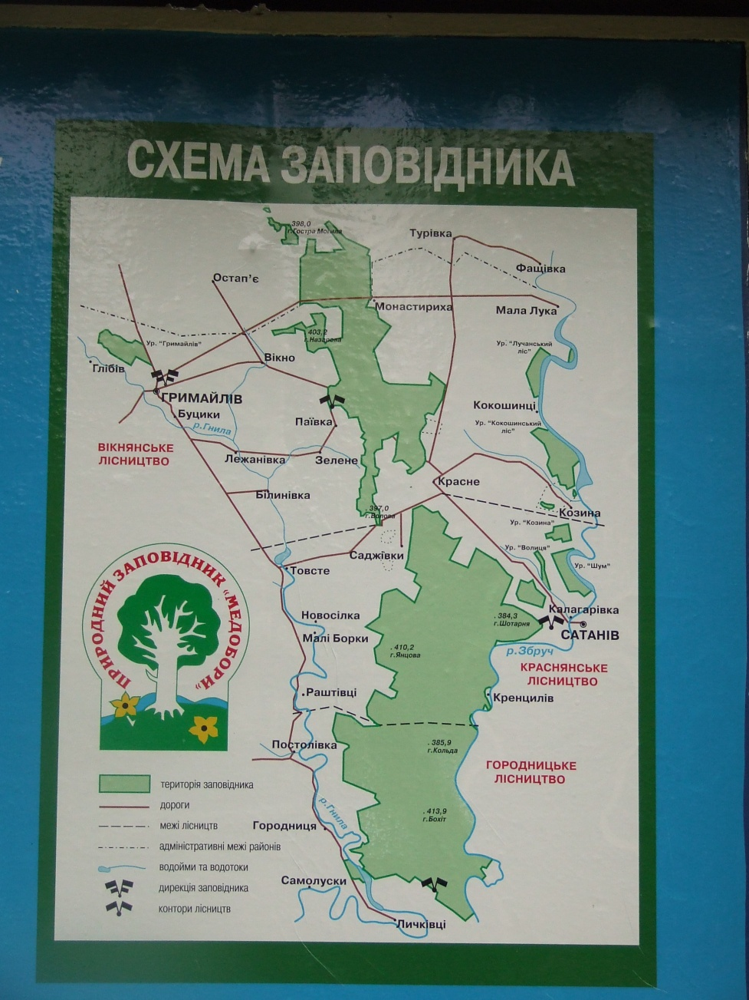 СХЕМА ЗАПОВІДНИКА
. 398,0
г.Гостра Могила
Турівка
Фащівка
Остап'є
Монастириха
Мала Лука
. 403,2
г.Назарова
Ур. "Гримайлів"
Ур. "Лучанський
ліс"
Вікно
Глібів
ГРИМАЙЛІВ
Буцики
р.Гнила
Паївка
Кокошинці
Ур. "Кокошинський
ліс"
ВІКНЯНСЬКЕ
ЛІСНИЦТВО
Лежанівка
Зелене
Красне
Білинівка
. 397,0
г.Волова
Козина
Ур. "Козина"
Саджівки
Ур. "Волиця"
Ур. "Шум"
Товсте
ПРИРОДНИЙ ЗАПОВІДНИК «МЕДОБОРИ»
Новосілка
Малі Борки
. 384,3
г.Шотарня
Калагарівка
САТАНІВ
. 410,2
г.Янцова
р.Збруч
КРАСНЯНСЬКЕ
ЛІСНИЦТВО
Раштівці
Кренцилів
Постолівка
. 385,9
г.Кольда
ГОРОДНИЦЬКЕ
ЛІСНИЦТВО
територія заповідника
дороги
межі лісництв
адміністративні межі районів
водойми та водотоки
дирекція заповідника
контори лісництв
р.Гнила
. 413,9
г.Бохіт
Городниця
Самолуски
Личківці